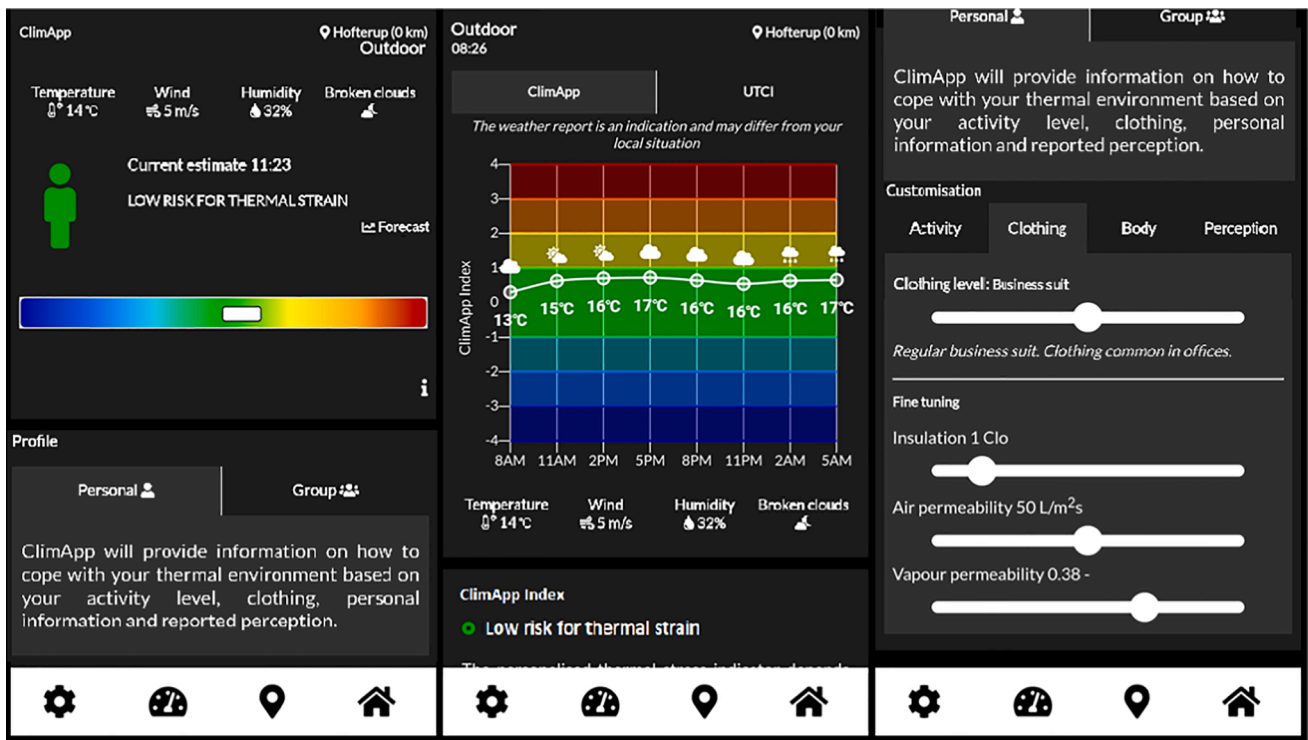 ClimApp
Hofterup (0 km)
Outdoor
Temperature Wind Humidity Broken clouds
14°C 5 m/s 32%
Current estimate 11:23
LOW RISK FOR THERMAL STRAIN
Forecast
i
Profile
Personal Group
ClimApp will provide information on how to
cope with your thermal environment based on
your activity level, clothing, personal
information and reported perception.
Outdoor
08:26
Hofterup (0 km)
ClimApp UTCI
The weather report is an indication and may differ from your
local situation
ClimApp Index
4
3
2
1
0
-1
-2
-3
-4
13°C 15°C 16°C 17°C 16°C 16°C 16°C 17°C
8AM 11AM 2PM 5PM 8PM 11PM 2AM 5AM
Temperature Wind Humidity Broken clouds
14°C 5 m/s 32%
ClimApp Index
Low risk for thermal strain
Personal Group
ClimApp will provide information on how to
cope with your thermal environment based on
your activity level, clothing, personal
information and reported perception.
Customisation
Activity Clothing Body Perception
Clothing level: Business suit
Regular business suit. Clothing common in offices.
Fine tuning
Insulation 1 Clo
Air permeability 50 L/m²s
Vapour permeability 0.38 -